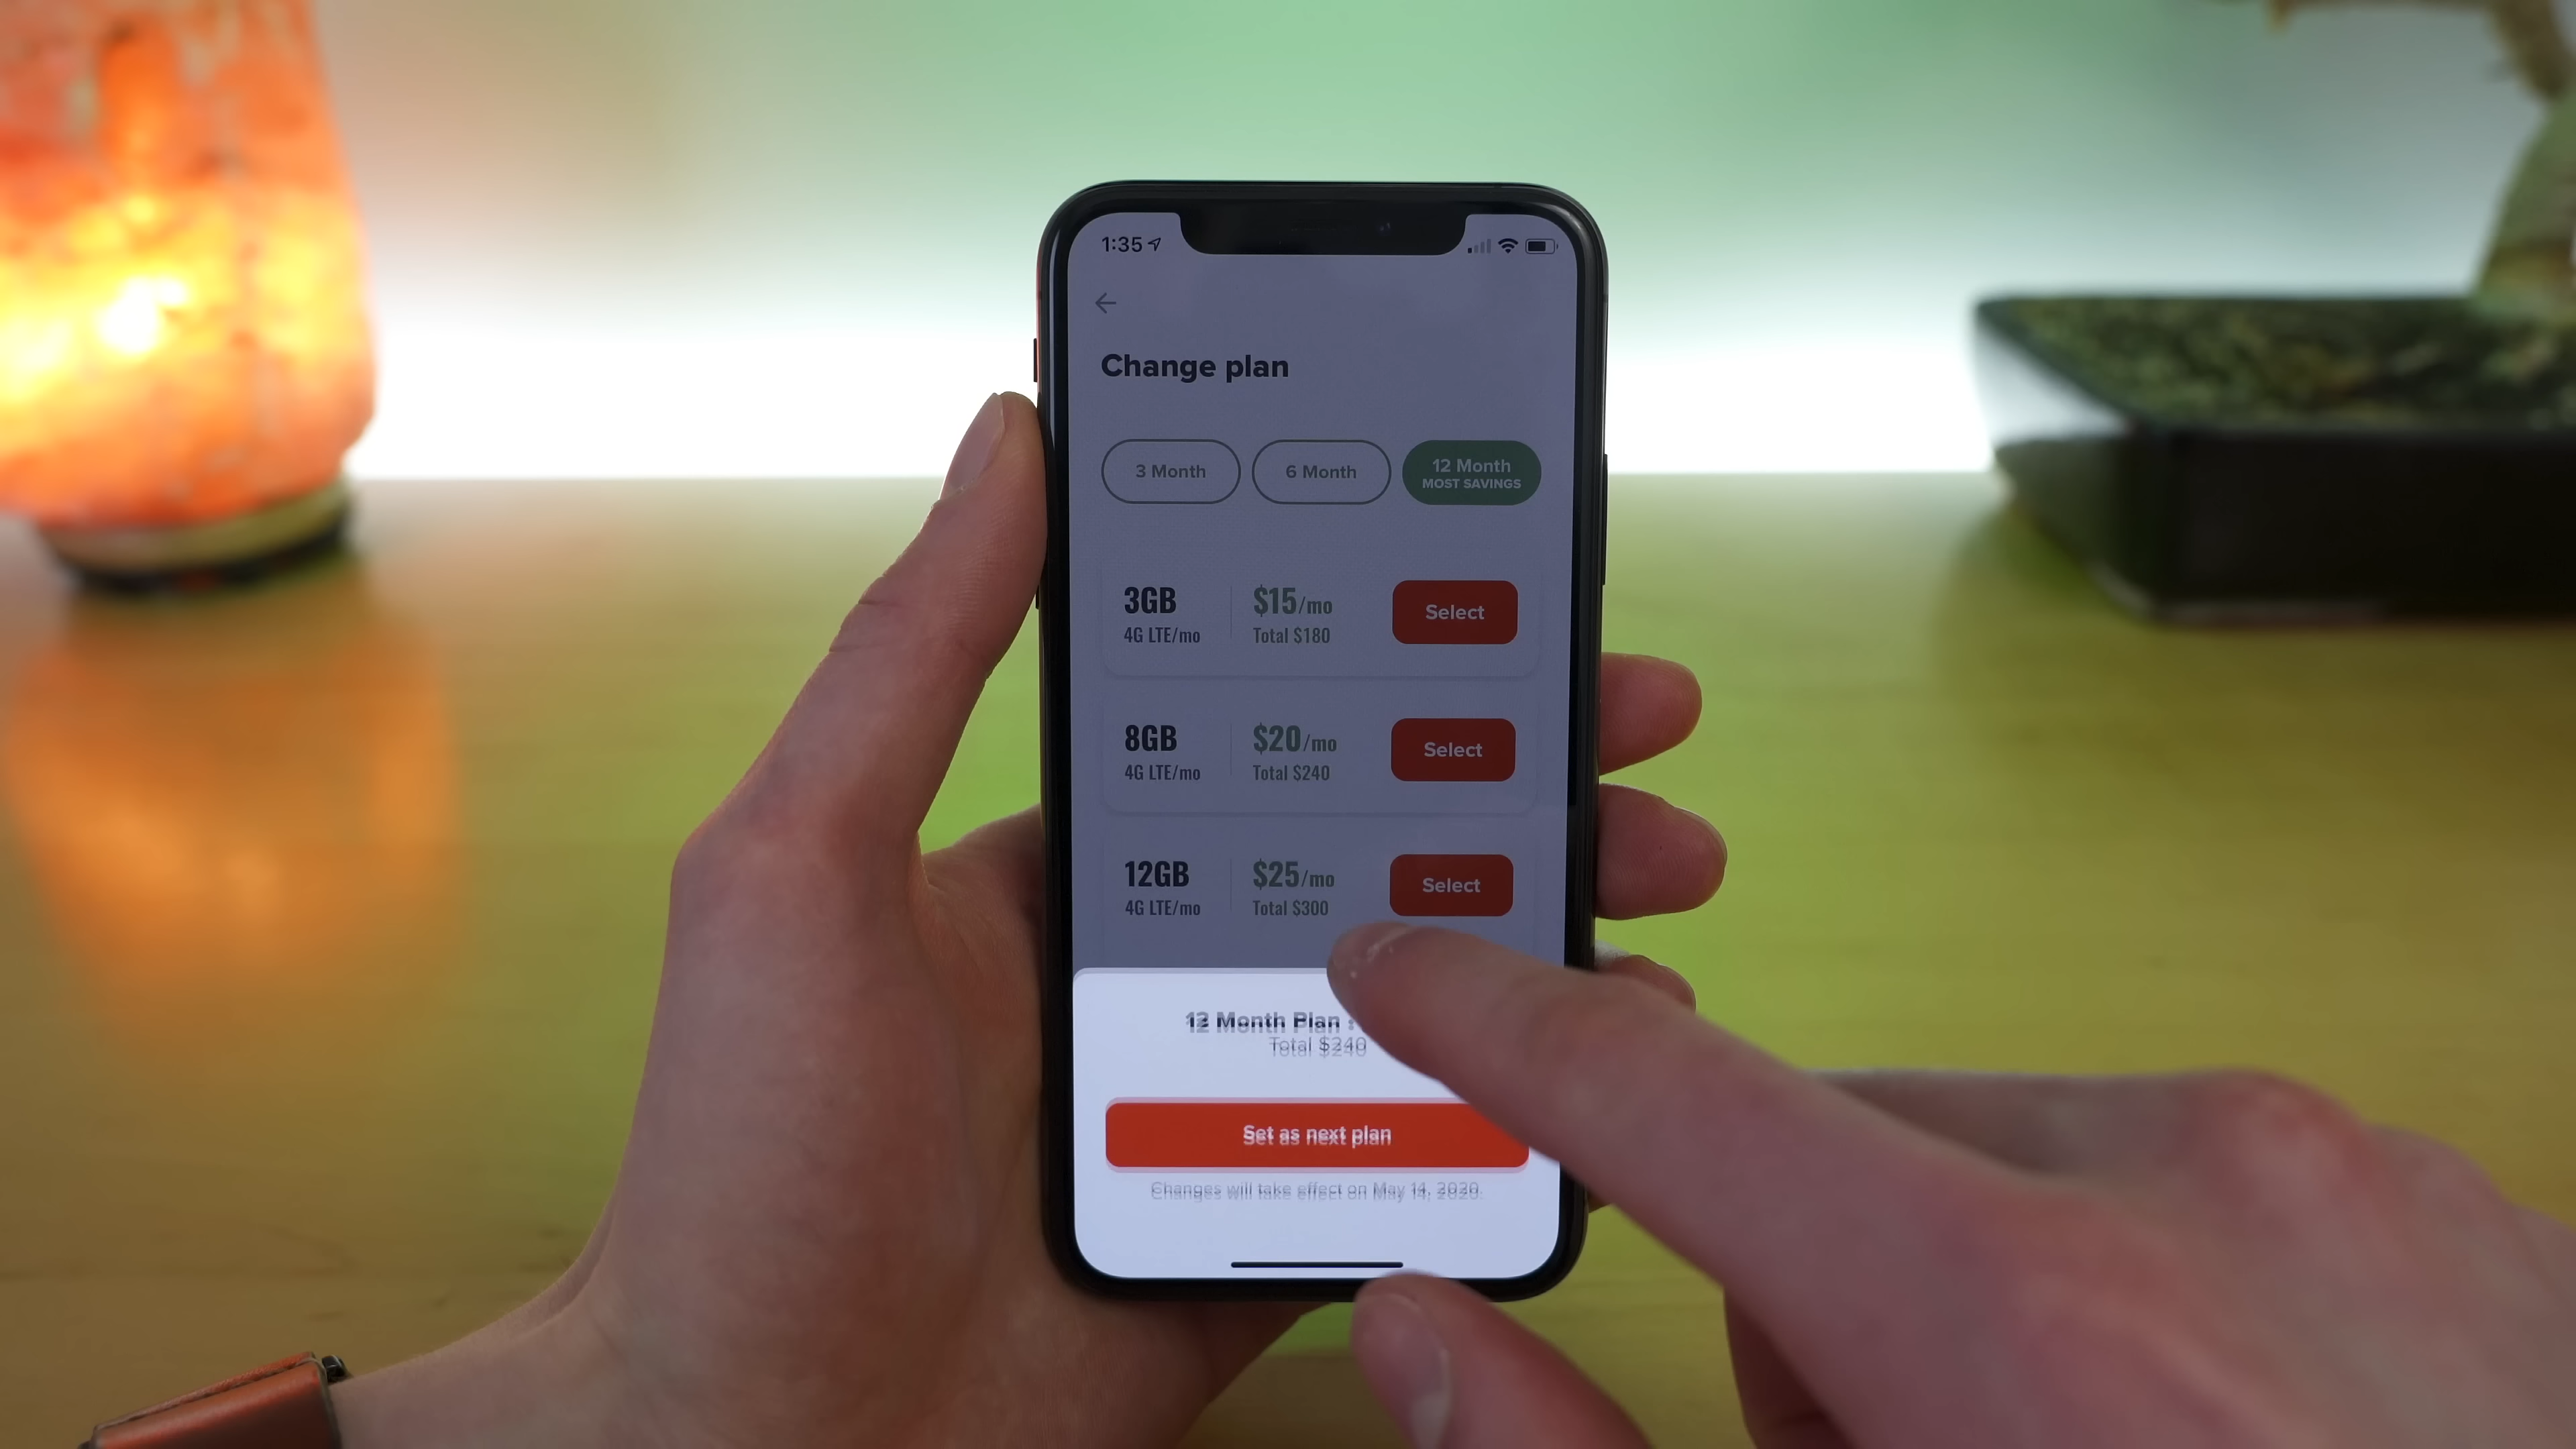 1:35
Change plan
3 Month
6 Month
12 Month
MOST SAVINGS
3GB
4G LTE/mo
$15/mo
Total $180
Select
8GB
4G LTE/mo
$20/mo
Total $240
Select
12GB
4G LTE/mo
$25/mo
Total $300
Select
12 Month Plan :
Total $240
Set as next plan
Changes will take effect on May 14, 2020.